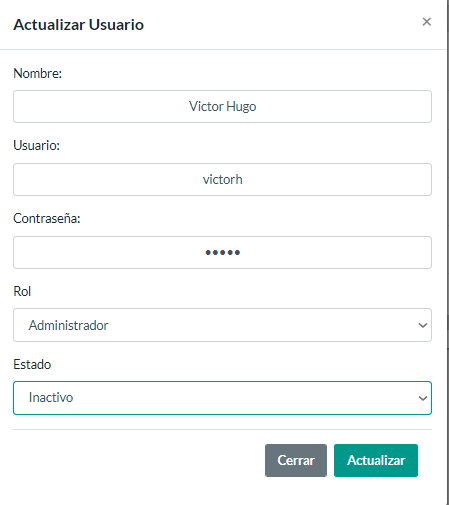 Actualizar Usuario
×
Nombre:
Victor Hugo
Usuario:
victorh
Contraseña:
•••••
Rol
Administrador
Estado
Inactivo
Cerrar Actualizar